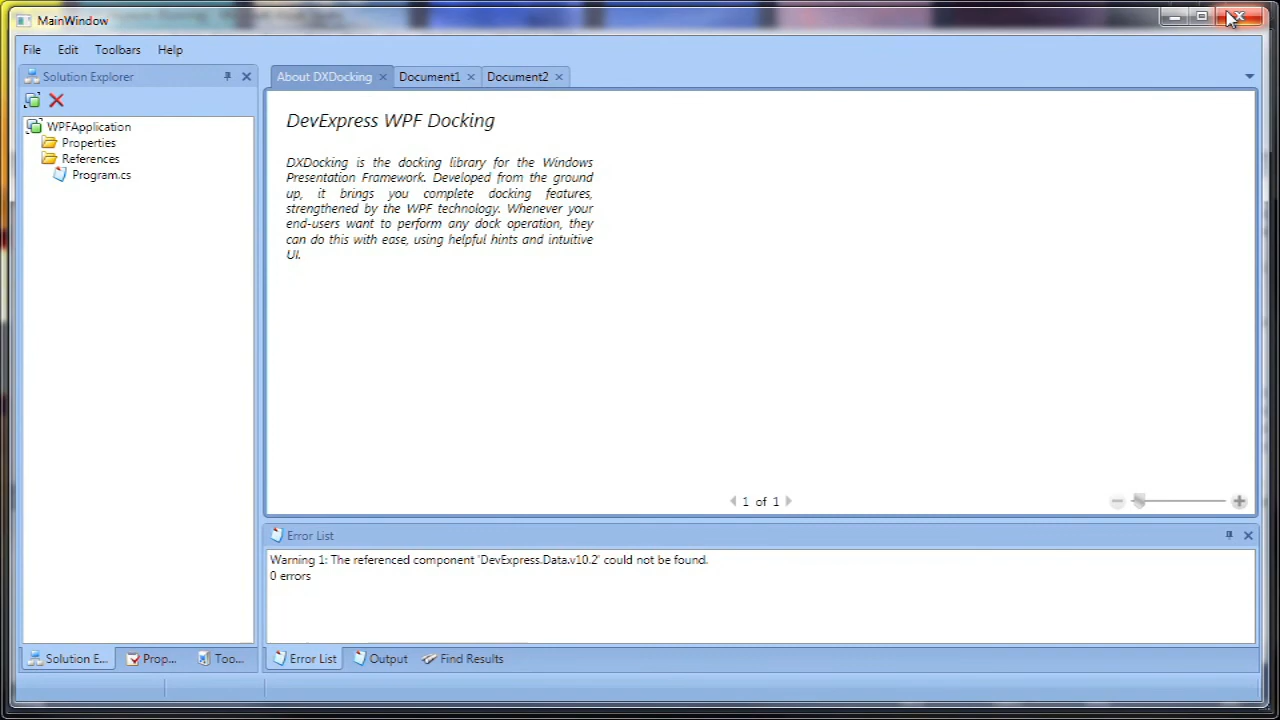 MainWindow
File Edit Toolbars Help
Solution Explorer
About DXDocking Document1 Document2
WPFApplication
Properties
References
Program.cs
DevExpress WPF Docking
DXDocking is the docking library for the Windows
Presentation Framework. Developed from the ground
up, it brings you complete docking features,
strengthened by the WPF technology. Whenever your
end-users want to perform any dock operation, they
can do this with ease, using helpful hints and intuitive
UI.
1 of 1
Error List
Warning 1: The referenced component 'DevExpress.Data.v10.2' could not be found.
0 errors
Solution E... Prop... Too...
Error List Output Find Results